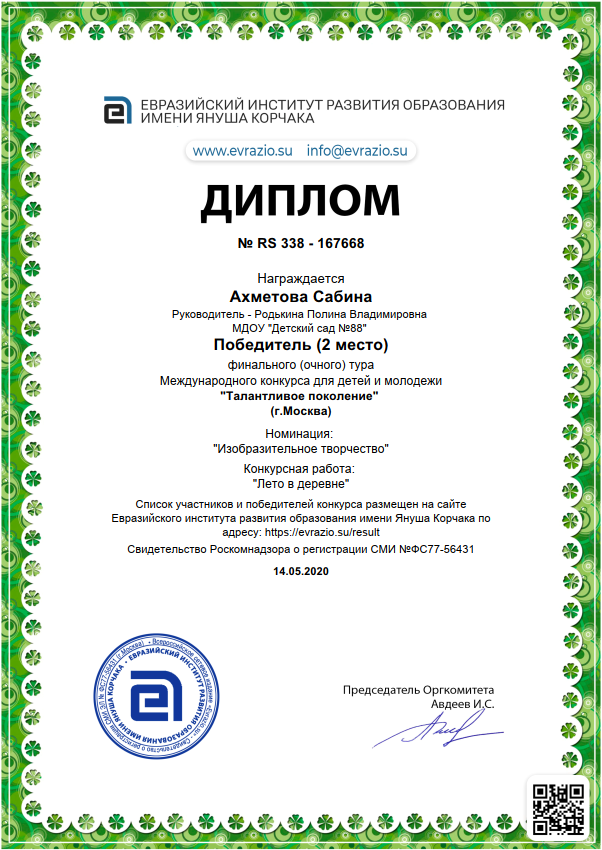 ЕВРАЗИЙСКИЙ ИНСТИТУТ РАЗВИТИЯ ОБРАЗОВАНИЯ
ИМЕНИ ЯНУША КОРЧАКА
www.evrazio.su info@evrazio.su
ДИПЛОМ
№ RS 338 - 167668
Награждается
Ахметова Сабина
Руководитель - Родькина Полина Владимировна
МДОУ "Детский сад №88"
Победитель (2 место)
финального (очного) тура
Международного конкурса для детей и молодежи
"Талантливое поколение"
(г.Москва)
Номинация:
"Изобразительное творчество"
Конкурсная работа:
"Лето в деревне"
Список участников и победителей конкурса размещен на сайте
Евразийского института развития образования имени Януша Корчака по
адресу: https://evrazio.su/result
Свидетельство Роскомнадзора о регистрации СМИ №ФС77-56431
14.05.2020
ЕВРАЗИЙСКИЙ ИНСТИТУТ РАЗВИТИЯ ОБРАЗОВАНИЯ ИМЕНИ ЯНУША КОРЧАКА
Председатель Оргкомитета
Авдеев И.С.